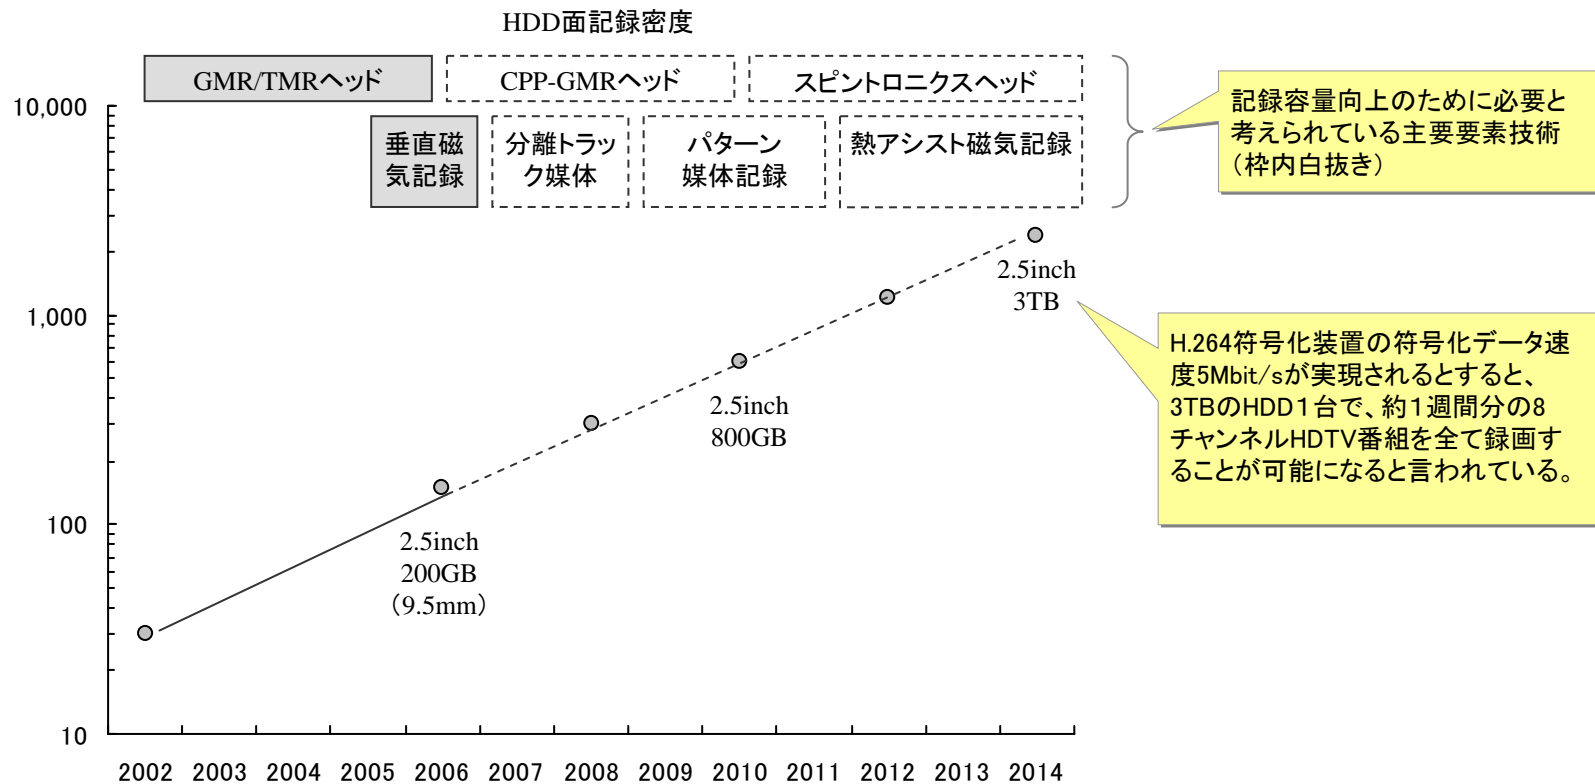 HDD面記録密度
GMR/TMRヘッド
CPP-GMRヘッド
スピントロニクスヘッド
垂直磁
気記録
分離トラッ
ク媒体
パターン
媒体記録
熱アシスト磁気記録
記録容量向上のために必要と
考えられている主要要素技術
（枠内白抜き）
10,000
1,000
100
10
2.5inch
3TB
2.5inch
800GB
2.5inch
200GB
（9.5mm）
H.264符号化装置の符号化データ速
度5Mbit/sが実現されるとすると、
3TBのHDD１台で、約１週間分の8
チャンネルHDTV番組を全て録画す
ることが可能になると言われている。
2002 2003 2004 2005 2006 2007 2008 2009 2010 2011 2012 2013 2014